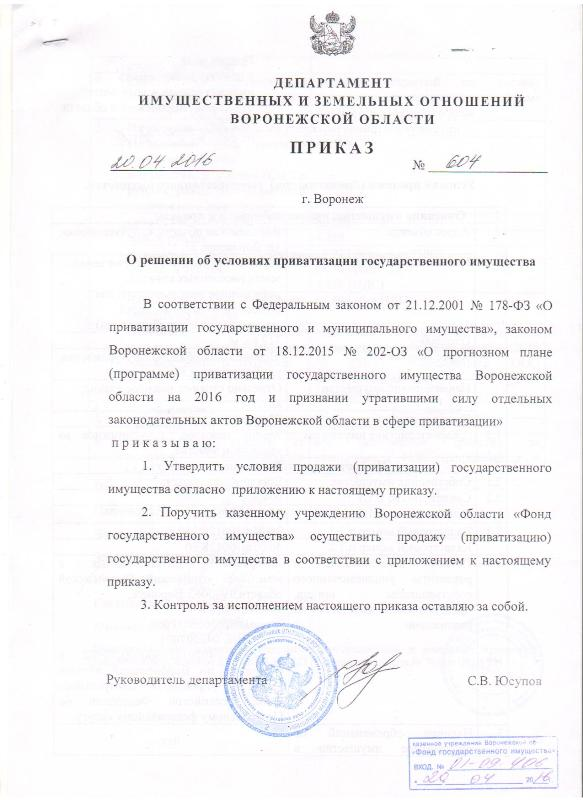 ДЕПАРТАМЕНТ
ИМУЩЕСТВЕННЫХ И ЗЕМЕЛЬНЫХ ОТНОШЕНИЙ
ВОРОНЕЖСКОЙ ОБЛАСТИ
ПРИКАЗ
20.04.2016 № 604
г. Воронеж
О решении об условиях приватизации государственного имущества
В соответствии с Федеральным законом от 21.12.2001 № 178-ФЗ «О
приватизации государственного и муниципального имущества», законом
Воронежской области от 18.12.2015 № 202-ОЗ «О прогнозном плане
(программе) приватизации государственного имущества Воронежской
области на 2016 год и признании утратившими силу отдельных
законодательных актов Воронежской области в сфере приватизации»
п р и к а з ы в а ю:
1. Утвердить условия продажи (приватизации) государственного
имущества согласно приложению к настоящему приказу.
2. Поручить казенному учреждению Воронежской области «Фонд
государственного имущества» осуществить продажу (приватизацию)
государственного имущества в соответствии с приложением к настоящему
приказу.
3. Контроль за исполнением настоящего приказа оставляю за собой.
Руководитель департамента С.В. Юсупов
казенное учреждение Воронежской об
«Фонд государственного имущества»
ВХОД. № 01-09.406
«20 04 2016